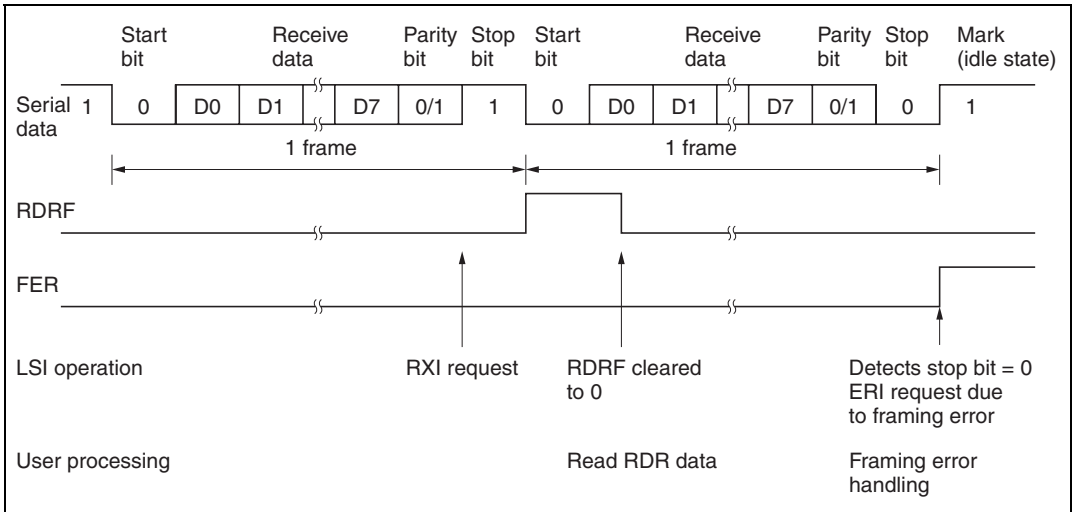 Start bit Receive data Parity bit Stop bit Start bit Receive data Parity bit Stop bit Mark (idle state)
Serial data 1 0 D0 D1 D7 0/1 1 0 D0 D1 D7 0/1 0 1
1 frame 1 frame
RDRF
FER
LSI operation RXI request RDRF cleared to 0 Detects stop bit = 0 ERI request due to framing error
User processing Read RDR data Framing error handling